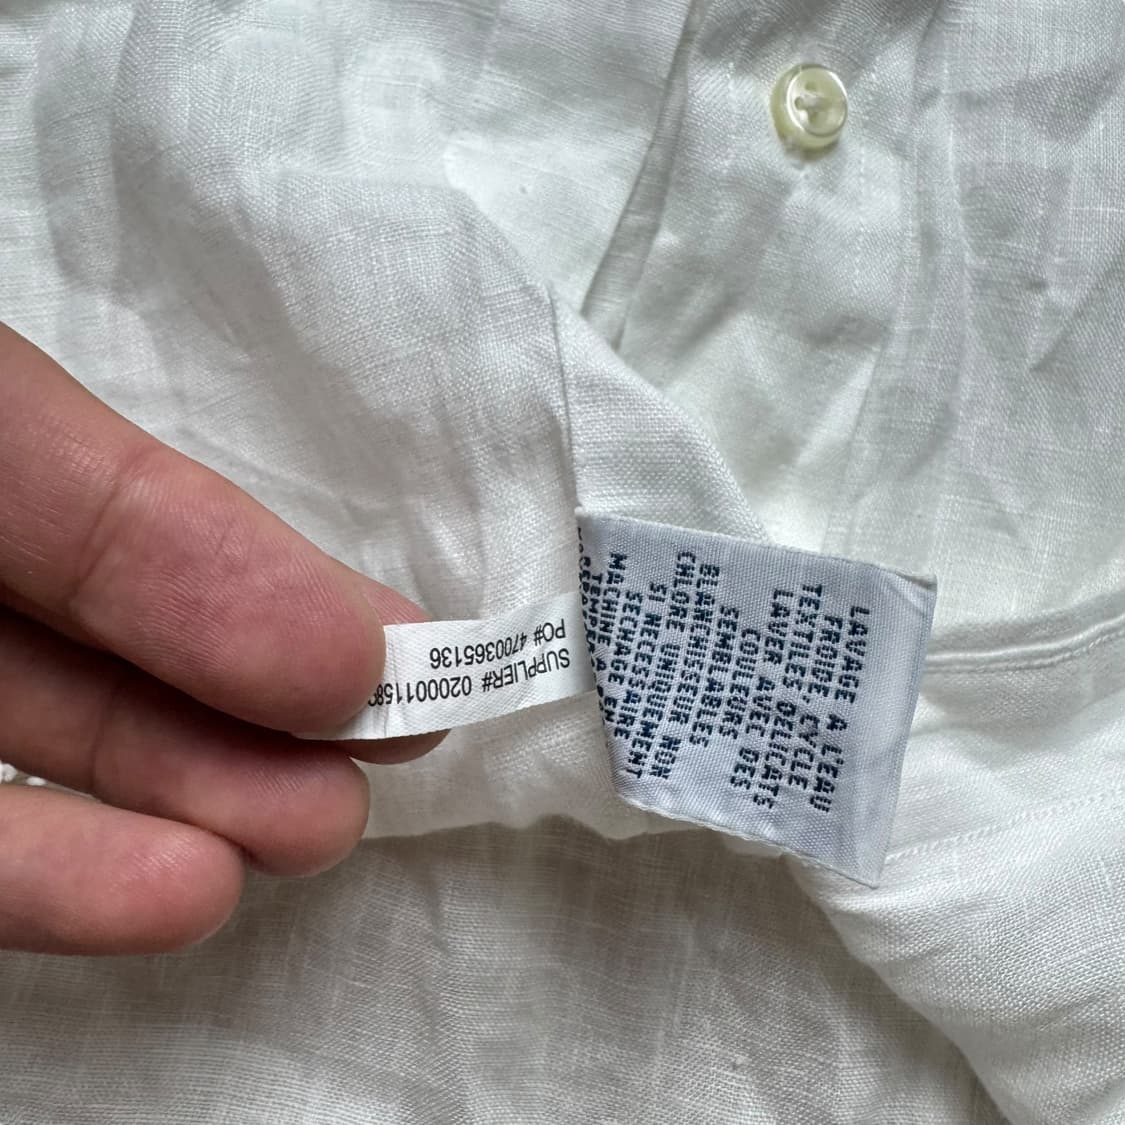 SUPPLIER# 02000115
PO# 4700365136
LAVAGE A L'EAU
FROIDE, CYCLE
TEXTILES DELICATS
LAVER AVEC DES
COULEURS
SEMBLABLES
BLANCHISSEUR NON
CHLORE UNIQUEMENT
SI NECESSAIRE
SECHAGE EN
MACHINE A